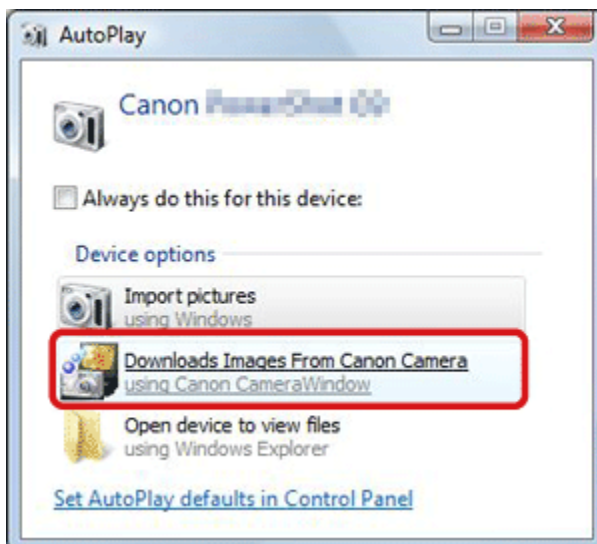 AutoPlay
Canon
Always do this for this device:
Device options
Import pictures
using Windows
Downloads Images From Canon Camera
using Canon CameraWindow
Open device to view files
using Windows Explorer
Set AutoPlay defaults in Control Panel